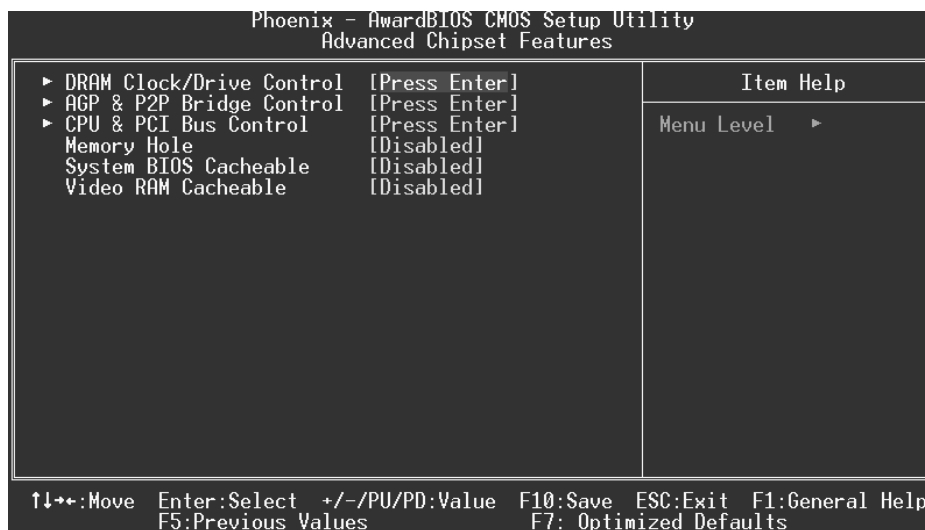 Phoenix - AwardBIOS CMOS Setup Utility
Advanced Chipset Features
► DRAM Clock/Drive Control [Press Enter]
► AGP & P2P Bridge Control [Press Enter]
► CPU & PCI Bus Control [Press Enter]
Memory Hole [Disabled]
System BIOS Cacheable [Disabled]
Video RAM Cacheable [Disabled]
Item Help
Menu Level ►
↑↓→←:Move Enter:Select +/-/PU/PD:Value F10:Save ESC:Exit F1:General Help
F5:Previous Values F7: Optimized Defaults